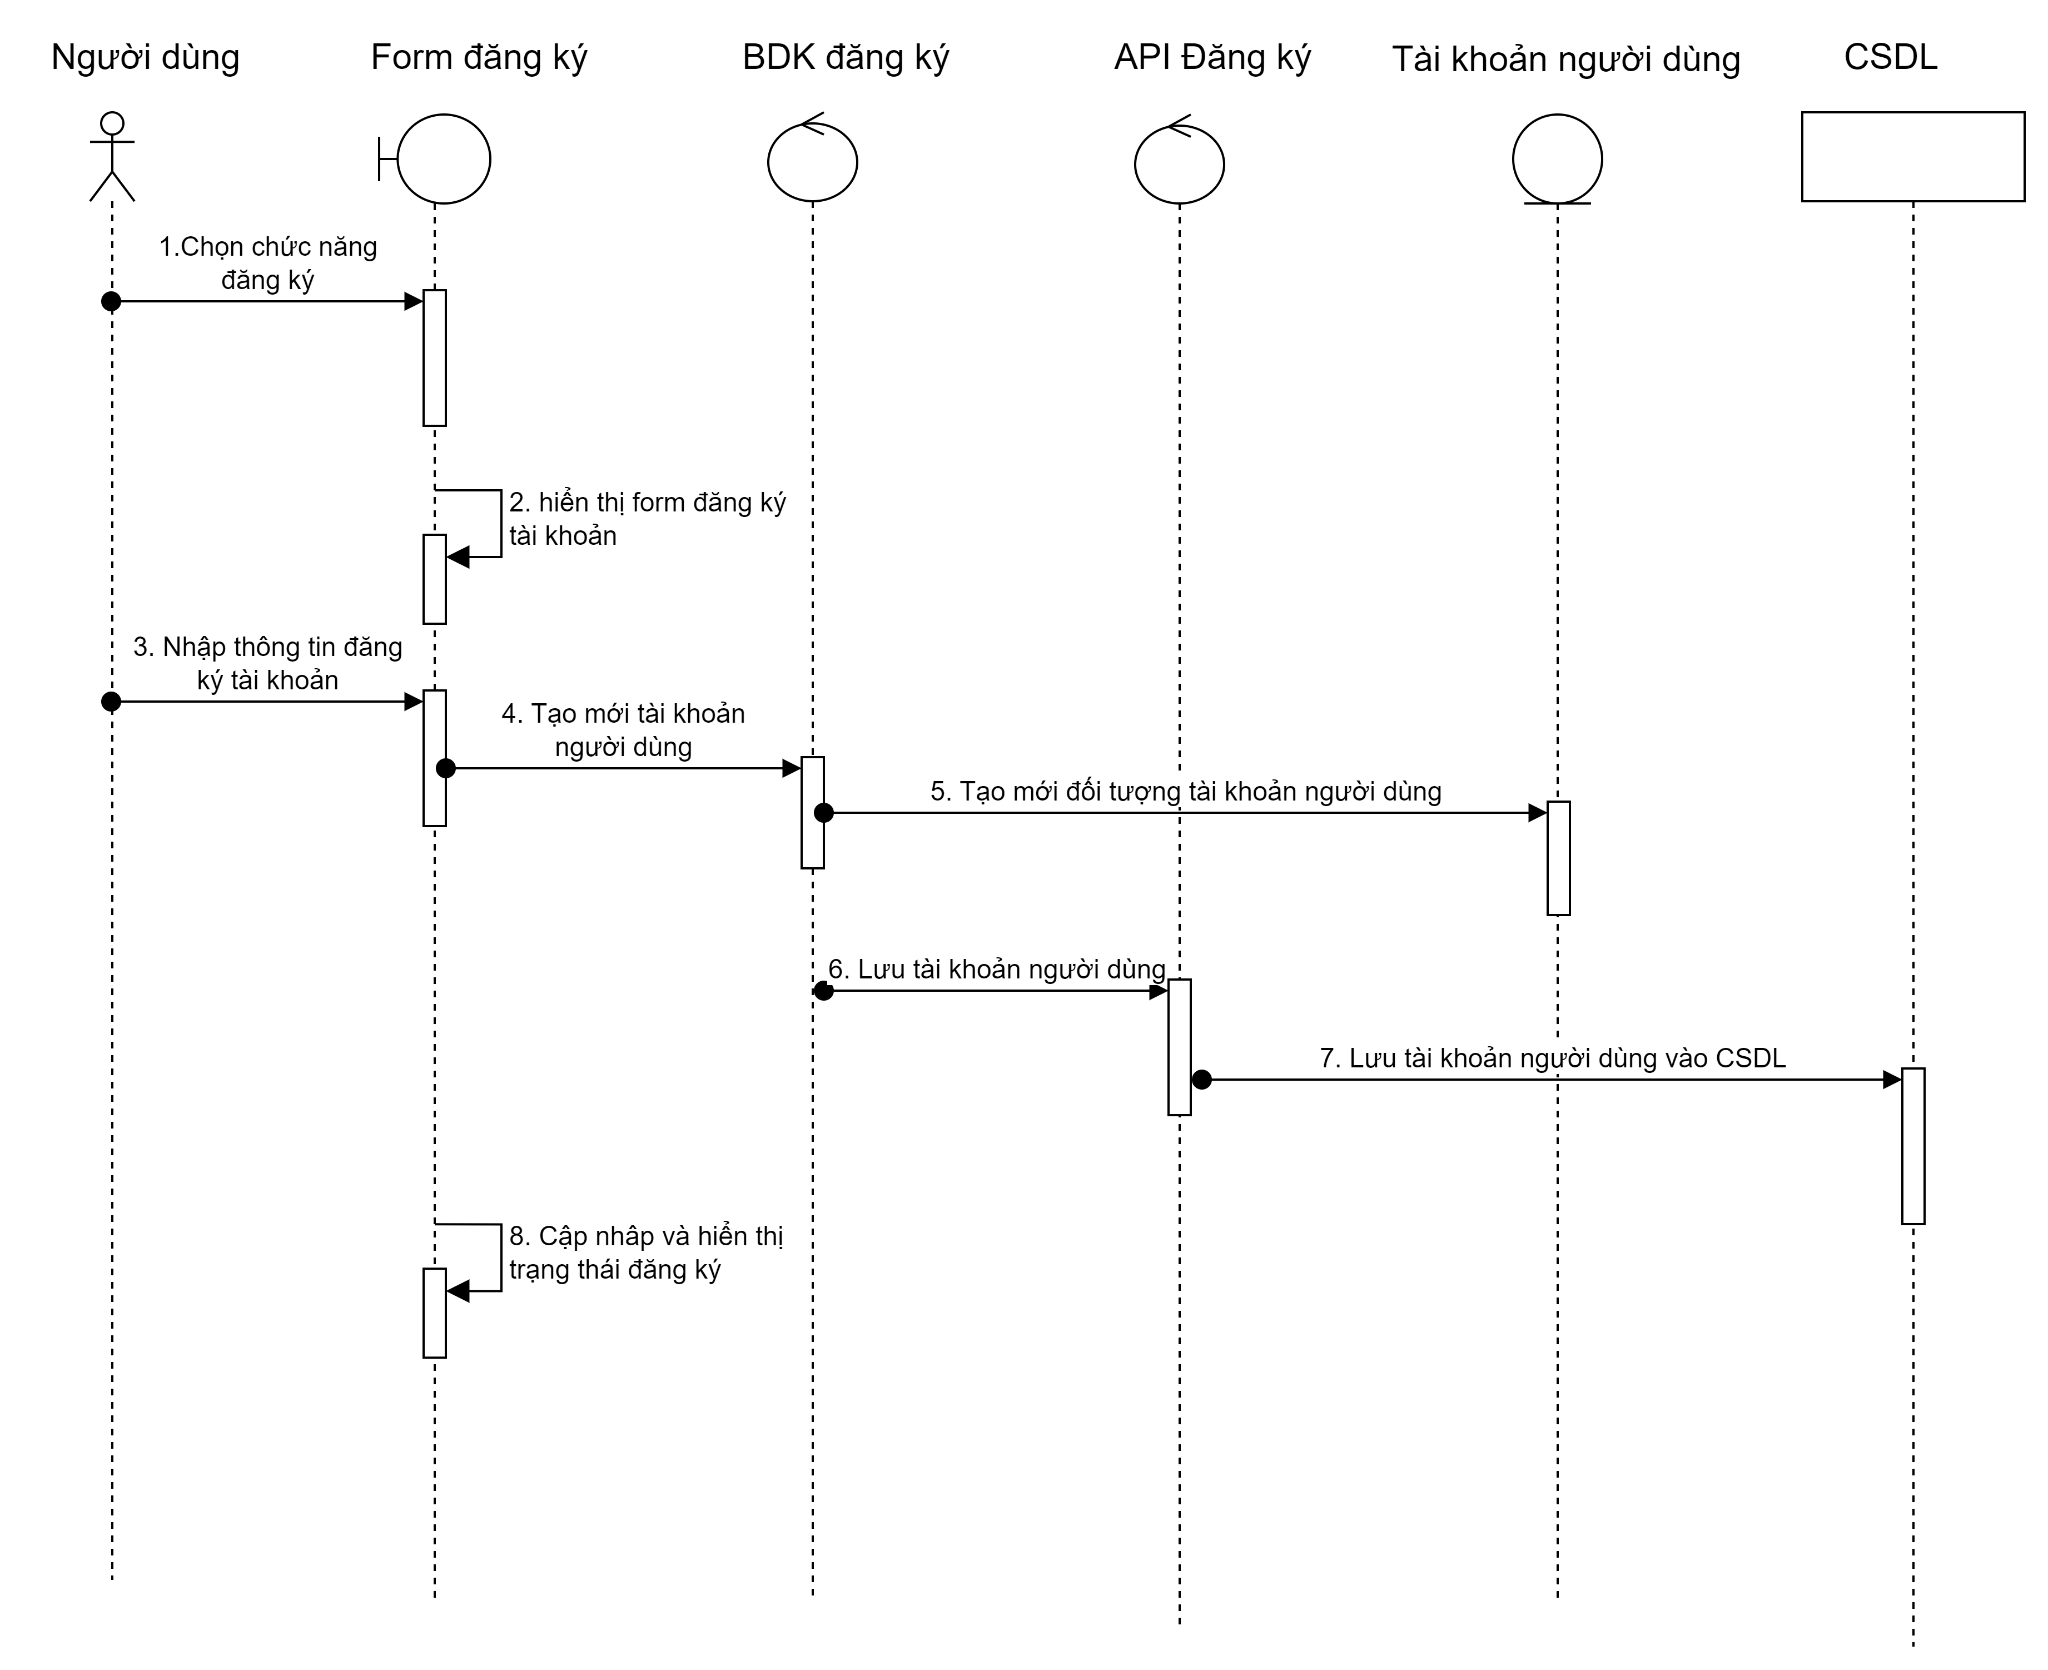 Người dùng
Form đăng ký
BDK đăng ký
API Đăng ký
Tài khoản người dùng
CSDL
1.Chọn chức năng
đăng ký
2. hiển thị form đăng ký
tài khoản
3. Nhập thông tin đăng
ký tài khoản
4. Tạo mới tài khoản
người dùng
5. Tạo mới đối tượng tài khoản người dùng
6. Lưu tài khoản người dùng
7. Lưu tài khoản người dùng vào CSDL
8. Cập nhâp và hiển thị
trạng thái đăng ký